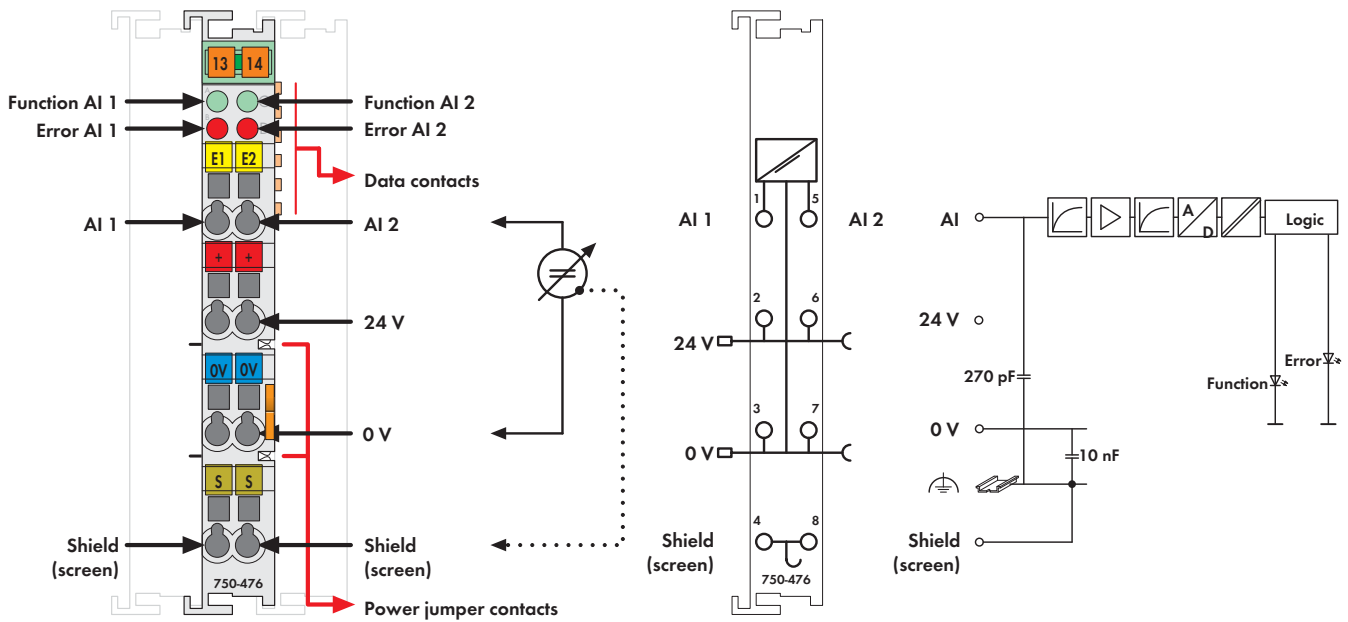 13 14
Function AI 1
Function AI 2
Error AI 1
Error AI 2
E1 E2
Data contacts
AI 1
AI 2
+ +
24 V
0V 0V
0 V
S S
Shield
(screen)
Shield
(screen)
750-476
Power jumper contacts
1 5
AI 1
AI 2
2 6
24 V
3 7
0 V
4 8
Shield
(screen)
750-476
AI
A
D
Logic
24 V
270 pF
Function
Error
0 V
10 nF
Shield
(screen)